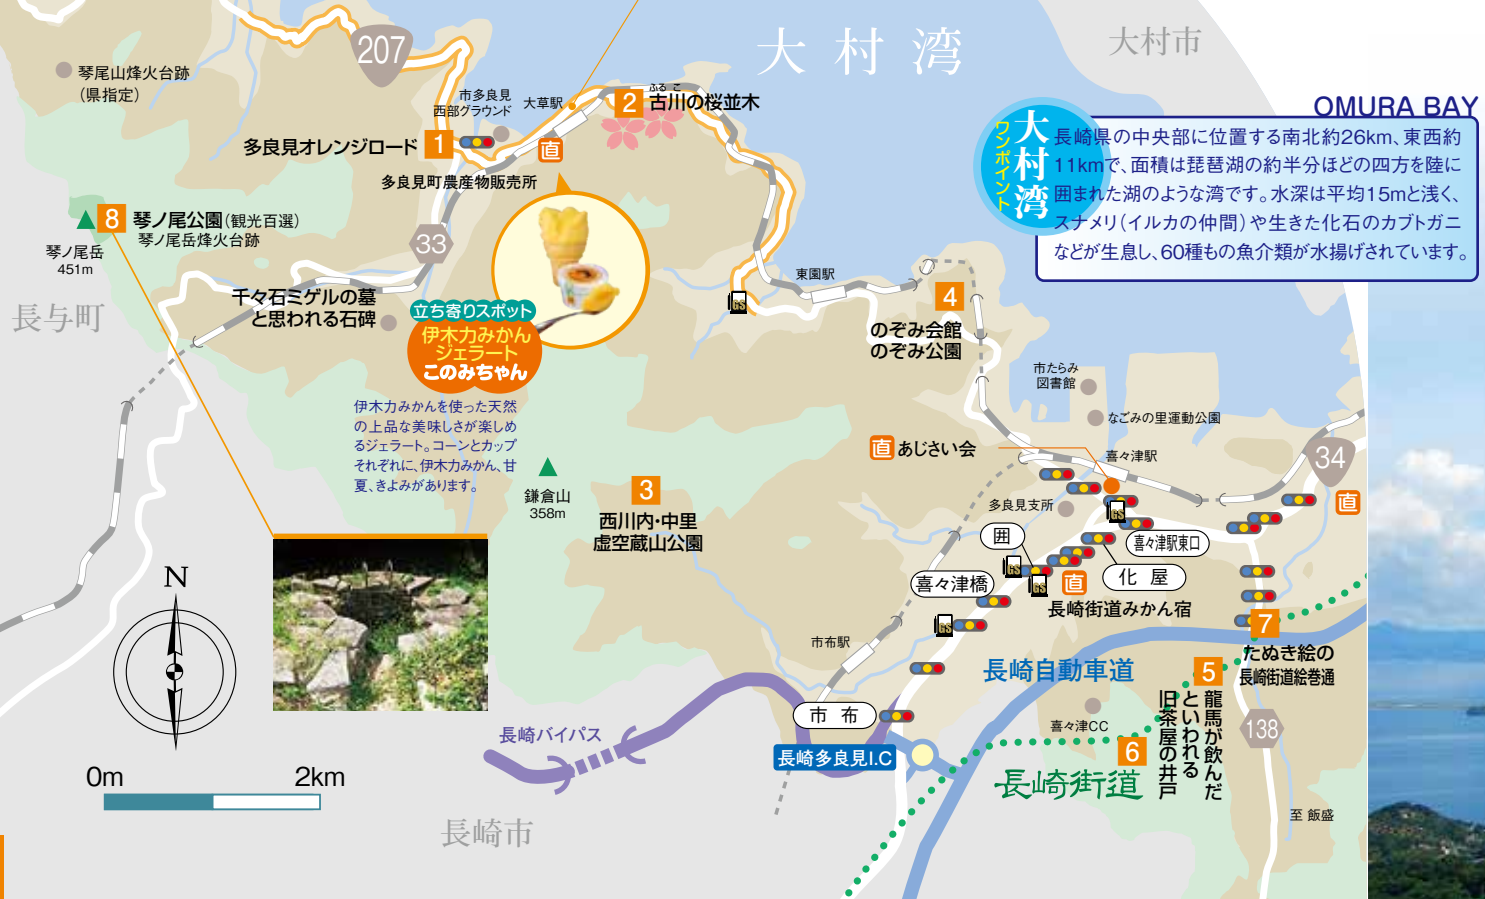 大村湾
大村市
207
琴尾山烽火台跡
（県指定）
市多良見
西部グラウンド
大草駅
ふるこ
2 古川の桜並木
多良見オレンジロード 1
直
多良見町農産物販売所
OMURA BAY
ワンポイント
大村湾
長崎県の中央部に位置する南北約26km、東西約
11kmで、面積は琵琶湖の約半分ほどの四方を陸に
囲まれた湖のような湾です。水深は平均15mと浅く、
スナメリ（イルカの仲間）や生きた化石のカブトガニ
などが生息し、60種もの魚介類が水揚げされています。
8 琴ノ尾公園（観光百選）
琴ノ尾岳烽火台跡
琴ノ尾岳
451m
33
長与町
千々石ミゲルの墓
と思われる石碑
立ち寄りスポット
伊木力みかん
ジェラート
このみちゃん
伊木力みかんを使った天然
の上品な美味しさが楽しめ
るジェラート。コーンとカップ
それぞれに、伊木力みかん、甘
夏、きよみがあります。
GS
東園駅
4
のぞみ会館
のぞみ公園
市たらみ
図書館
なごみの里運動公園
直 あじさい会
喜々津駅
34
直
鎌倉山
358m
3
西川内・中里
虚空蔵山公園
多良見支所
GS
囲
喜々津駅東口
GS
化屋
GS
直
喜々津橋
長崎街道みかん宿
GS
7
たぬき絵の
長崎街道絵巻通
市布駅
長崎自動車道
5
龍馬が飲んだ
といわれる
旧茶屋の井戸
市布
喜々津CC
138
長崎バイパス
長崎多良見I.C
6
長崎街道
至 飯盛
長崎市
N
0m 2km